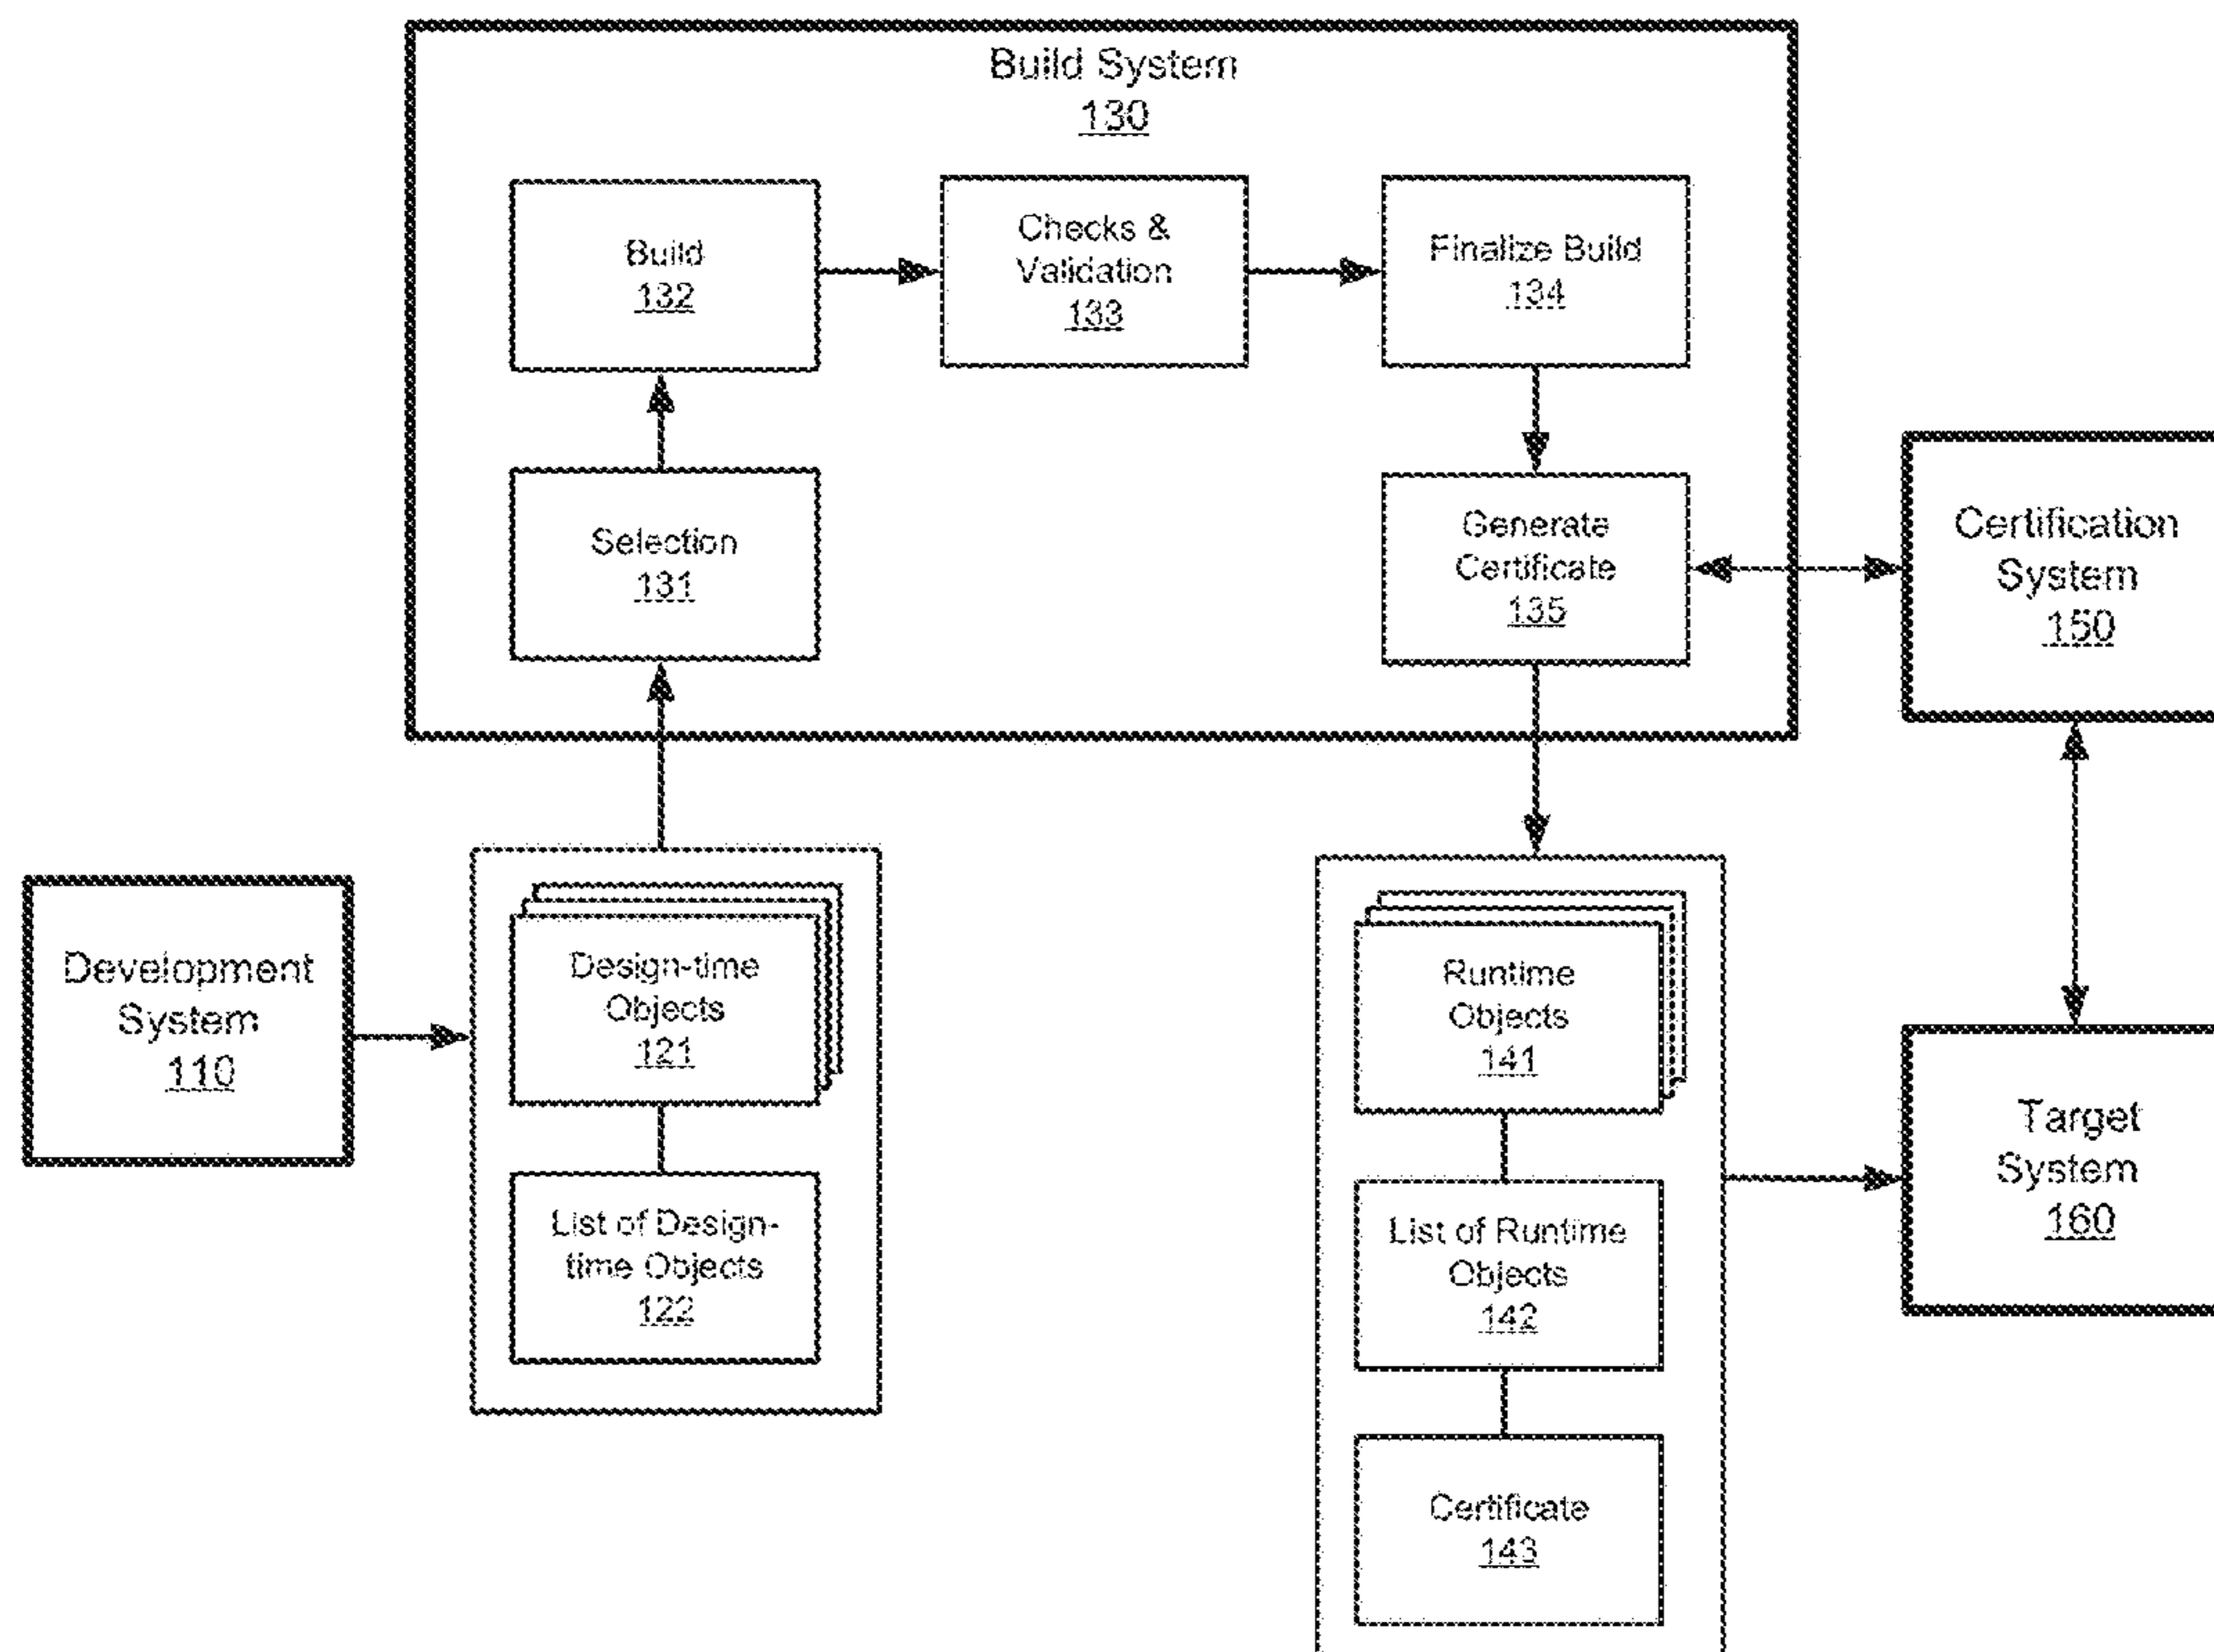 Build System
130
Build
132
Checks &
Validation
133
Finalize Build
134
Selection
131
Generate
Certificate
135
Certification
System
150
Development
System
110
Design-time
Objects
121
List of Design-
time Objects
122
Runtime
Objects
141
List of Runtime
Objects
142
Certificate
143
Target
System
160